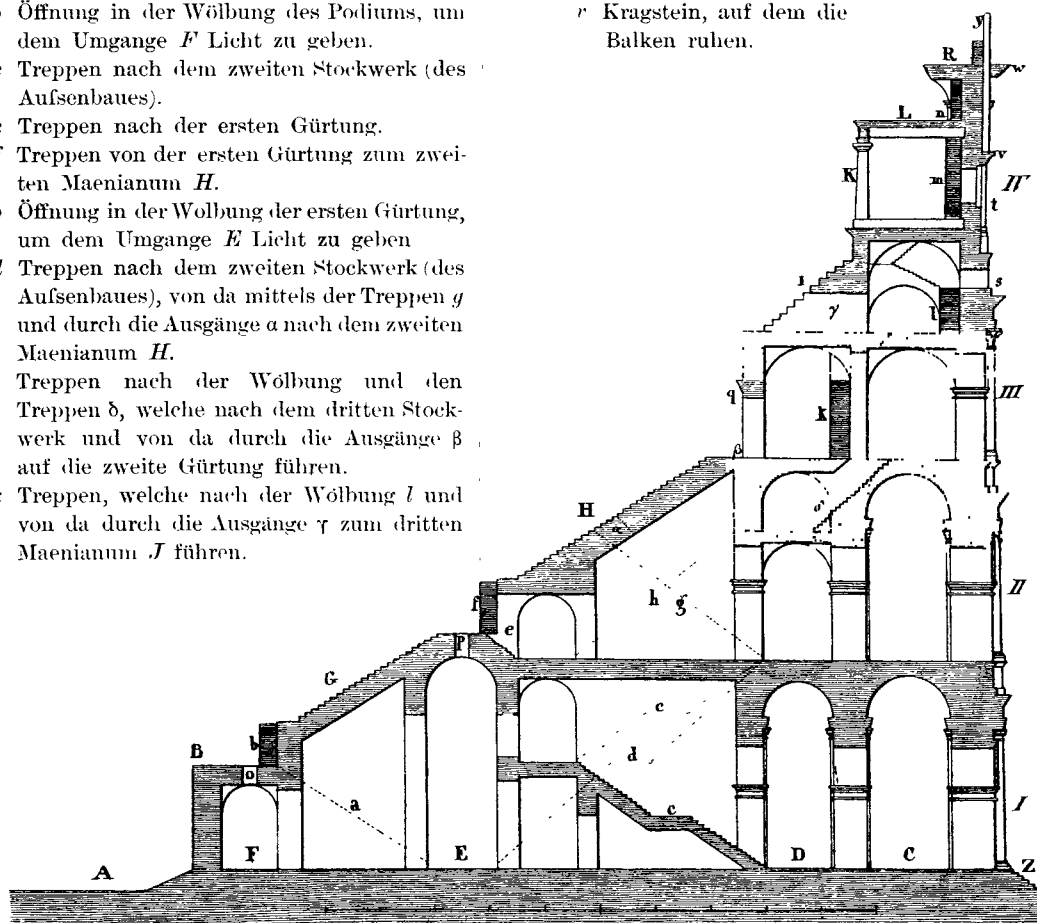 Öffnung in der Wölbung des Podiums, um
dem Umgange F Licht zu geben.
Treppen nach dem zweiten Stockwerk (des
Aufsenbaues).
Treppen nach der ersten Gürtung.
Treppen von der ersten Gürtung zum zwei-
ten Maenianum H.
Öffnung in der Wolbung der ersten Gürtung,
um dem Umgange E Licht zu geben
Treppen nach dem zweiten Stockwerk (des
Aufsenbaues), von da mittels der Treppen g
und durch die Ausgänge α nach dem zweiten
Maenianum H.
Treppen nach der Wölbung und den
Treppen δ, welche nach dem dritten Stock-
werk und von da durch die Ausgänge β
auf die zweite Gürtung führen.
Treppen, welche nach der Wölbung l und
von da durch die Ausgänge γ zum dritten
Maenianum J führen.
r Kragstein, auf dem die
Balken ruhen.
y
R
w
n
L
v
K
m
IV
t
s
γ
l
q
k
III
β
H
α
h
g
II
f
e
P
G
c
d
B
b
o
a
c
I
F
E
D
C
A
Z